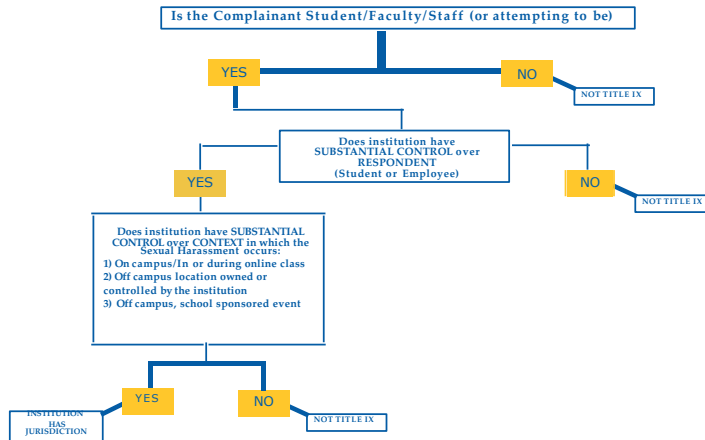 Is the Complainant Student/Faculty/Staff (or attempting to be)
YES
NO
NOT TITLE IX
Does institution have
SUBSTANTIAL CONTROL over
RESPONDENT
(Student or Employee)
YES
NO
NOT TITLE IX
Does institution have SUBSTANTIAL
CONTROL over CONTEXT in which the
Sexual Harassment occurs:
1) On campus/In or during online class
2) Off campus location owned or
controlled by the institution
3) Off campus, school sponsored event
YES
NO
INSTITUTION
HAS
JURISDICTION
NOT TITLE IX